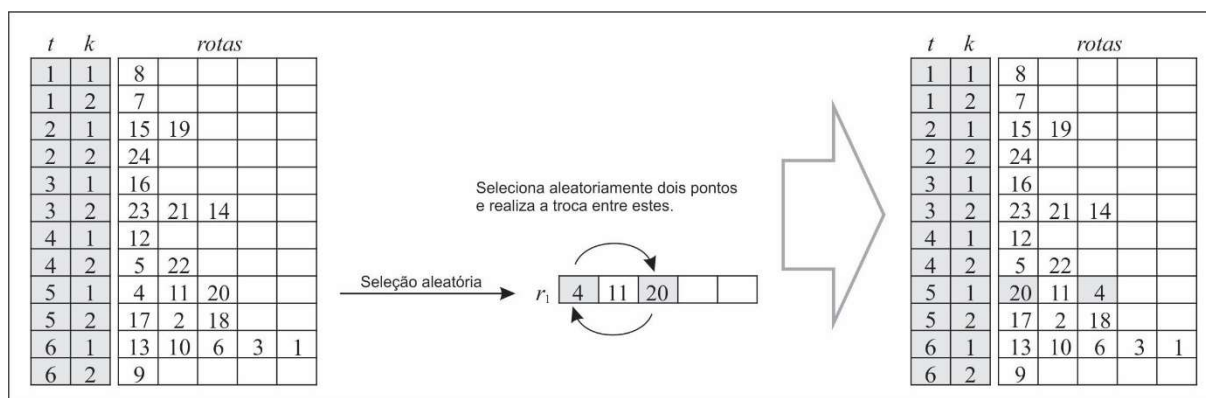 t k rotas
1 1 8
1 2 7
2 1 15 19
2 2 24
3 1 16
3 2 23 21 14
4 1 12
4 2 5 22
5 1 4 11 20
5 2 17 2 18
6 1 13 10 6 3 1
6 2 9
Seleção aleatória
Seleciona aleatoriamente dois pontos
e realiza a troca entre estes.
r1 4 11 20
t k rotas
1 1 8
1 2 7
2 1 15 19
2 2 24
3 1 16
3 2 23 21 14
4 1 12
4 2 5 22
5 1 20 11 4
5 2 17 2 18
6 1 13 10 6 3 1
6 2 9